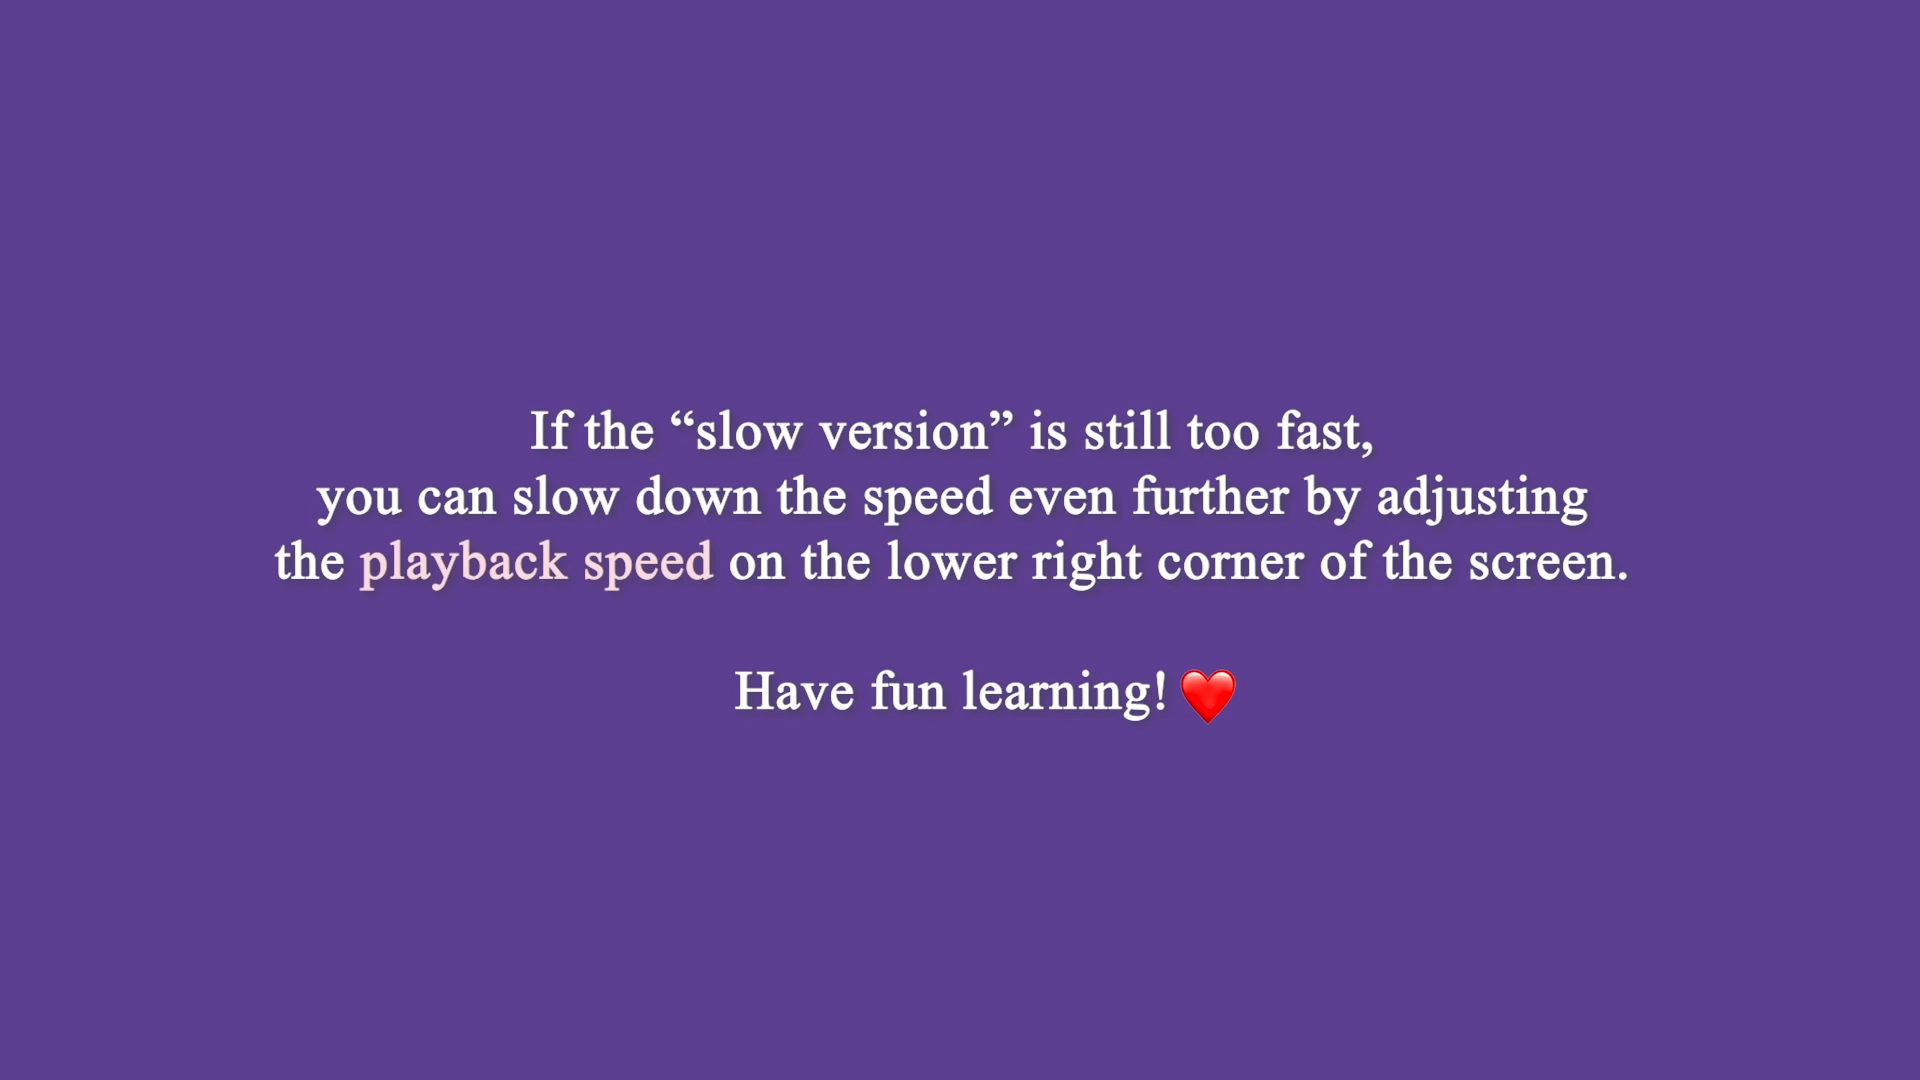 If the “slow version” is still too fast,
you can slow down the speed even further by adjusting
the playback speed on the lower right corner of the screen.
Have fun learning! ❤️